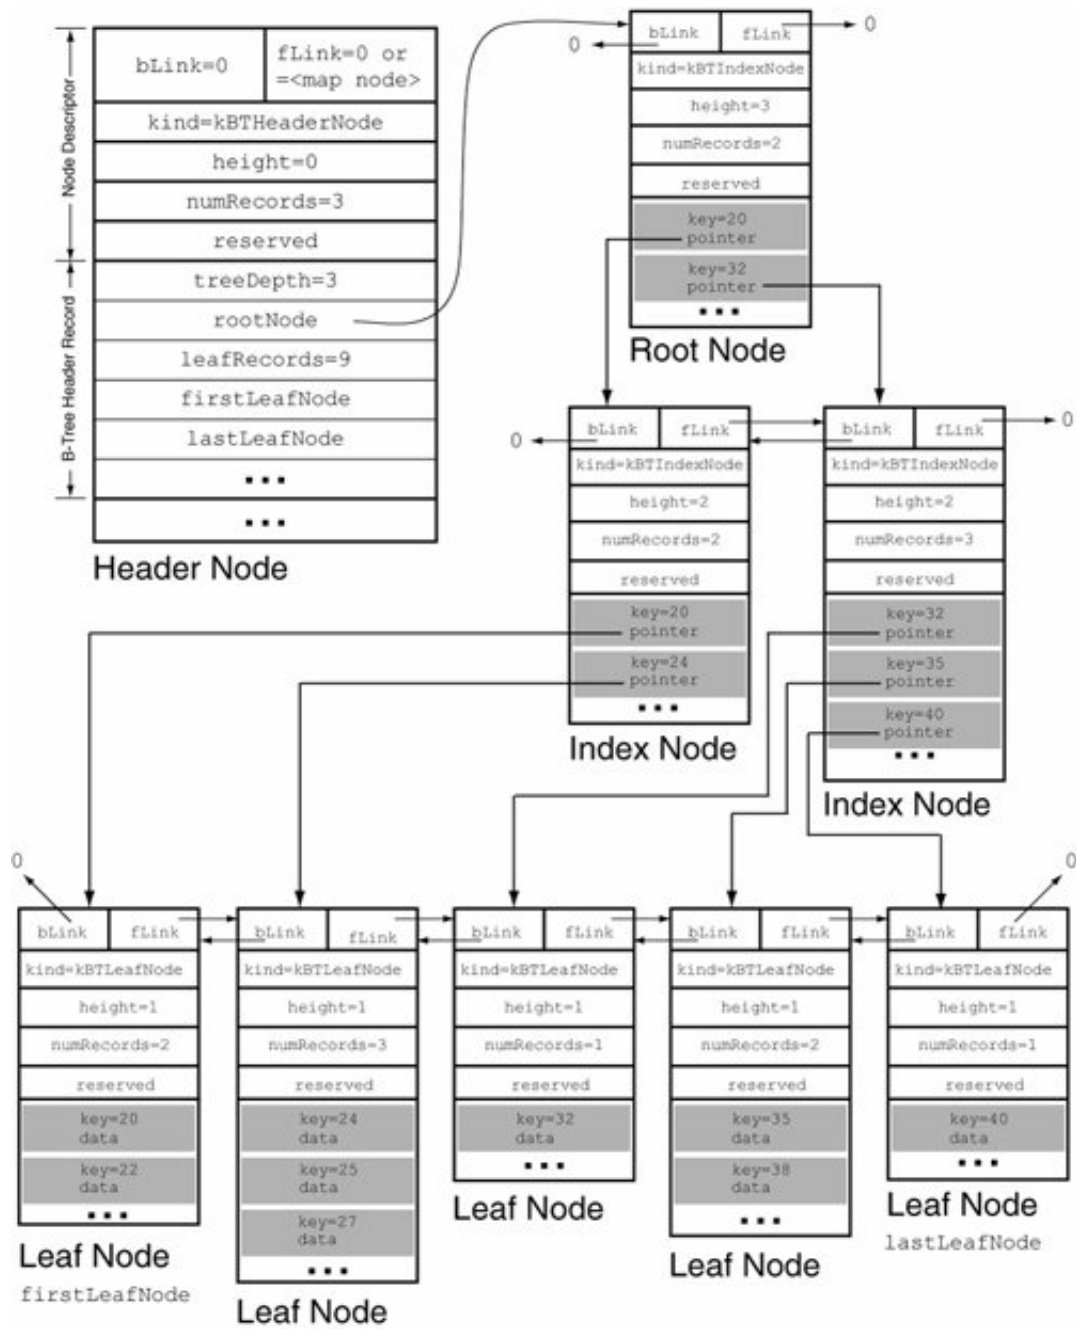 bLink=0
fLink=0 or
=<map node>
kind=kBTHeaderNode
height=0
numRecords=3
reserved
treeDepth=3
rootNode
leafRecords=9
firstLeafNode
lastLeafNode
...
...
Node Descriptor
B-Tree Header Record
Header Node
0
bLink
fLink
0
kind=kBTIndexNode
height=3
numRecords=2
reserved
key=20
pointer
key=32
pointer
...
Root Node
0
bLink
fLink
kind=kBTIndexNode
height=2
numRecords=2
reserved
key=20
pointer
key=24
pointer
...
Index Node
bLink
fLink
0
kind=kBTIndexNode
height=2
numRecords=3
reserved
key=32
pointer
key=35
pointer
key=40
pointer
...
Index Node
0
bLink
fLink
kind=kBTLeafNode
height=1
numRecords=2
reserved
key=20
data
key=22
data
...
Leaf Node
firstLeafNode
bLink
fLink
kind=kBTLeafNode
height=1
numRecords=3
reserved
key=24
data
key=25
data
key=27
data
...
Leaf Node
bLink
fLink
kind=kBTLeafNode
height=1
numRecords=1
reserved
key=32
data
...
Leaf Node
bLink
fLink
kind=kBTLeafNode
height=1
numRecords=2
reserved
key=35
data
key=38
data
...
Leaf Node
0
bLink
fLink
kind=kBTLeafNode
height=1
numRecords=1
reserved
key=40
data
...
Leaf Node
lastLeafNode